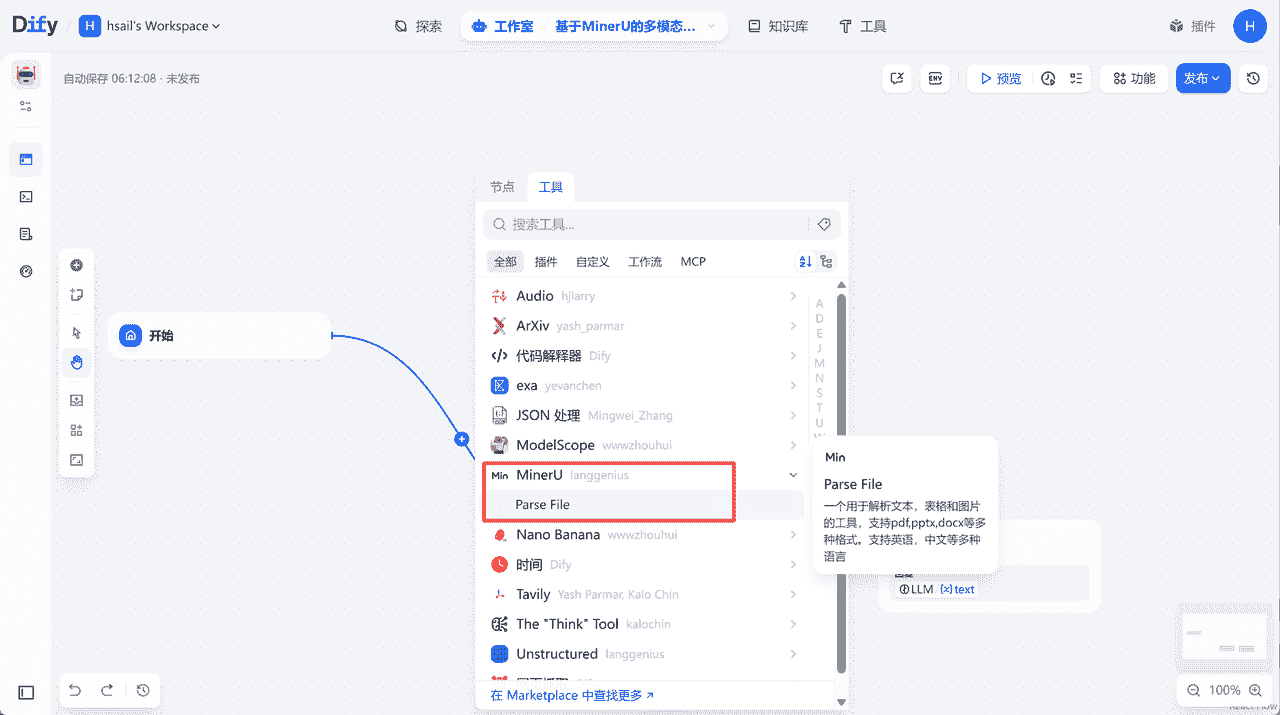 Dify / H hsail's Workspace
探索
工作室 / 基于MinerU的多模态...
知识库
工具
插件
H
自动保存 06:12:08 · 未发布
ENV
预览
功能
发布
节点
工具
搜索工具...
全部 插件 自定义 工作流 MCP
Audio hjlarry
ArXiv yash_parmar
代码解释器 Dify
exa yevanchen
JSON 处理 Mingwei_Zhang
ModelScope wwwzhouhui
Min MinerU langgenius
Parse File
Nano Banana wwwzhouhui
时间 Dify
Tavily Yash Parmar, Kalo Chin
The "Think" Tool kalochin
Unstructured langgenius
在 Marketplace 中查找更多
A
D
E
J
M
N
S
T
U
W
开始
Min
Parse File
一个用于解析文本，表格和图片
的工具，支持pdf,pptx,docx等多
种格式。支持英语，中文等多种
语言
LLM {x} text
100%
React Flow